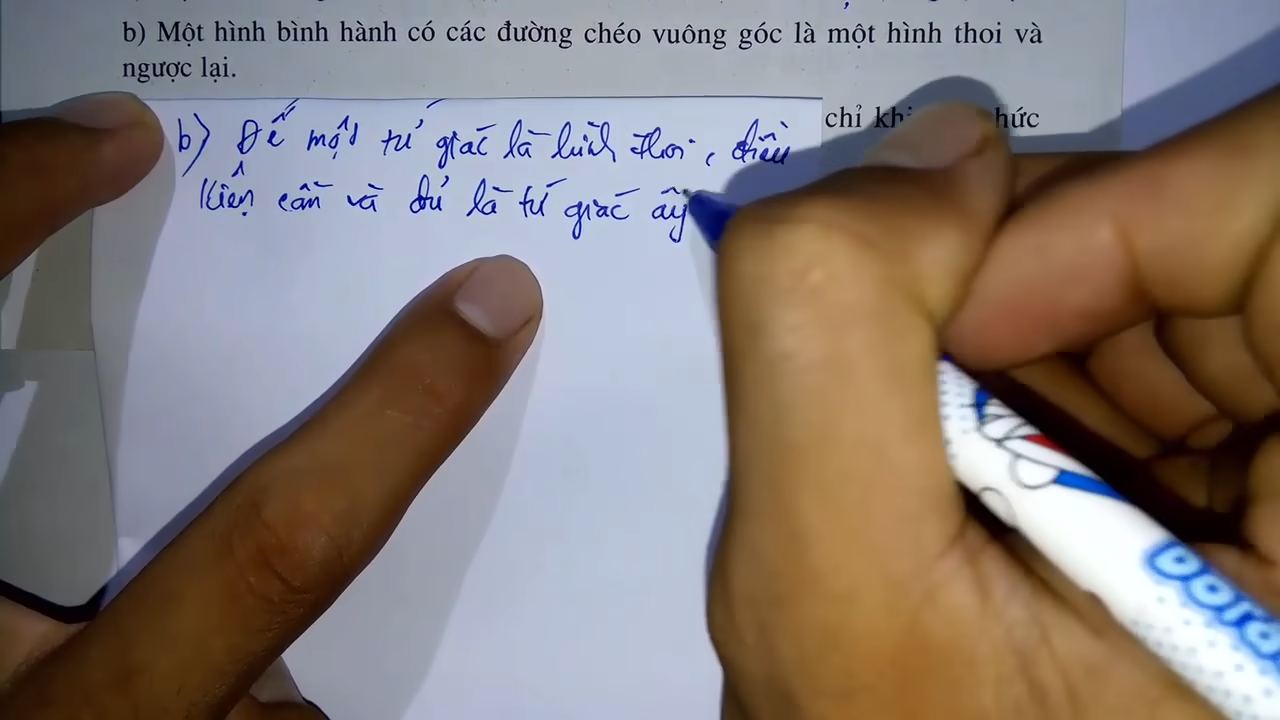 b) Một hình bình hành có các đường chéo vuông góc là một hình thoi và
ngược lại.
chỉ khi hức
b) Để một tứ giác là hình thoi, điều
kiện cần và đủ là tứ giác ấy
DORA